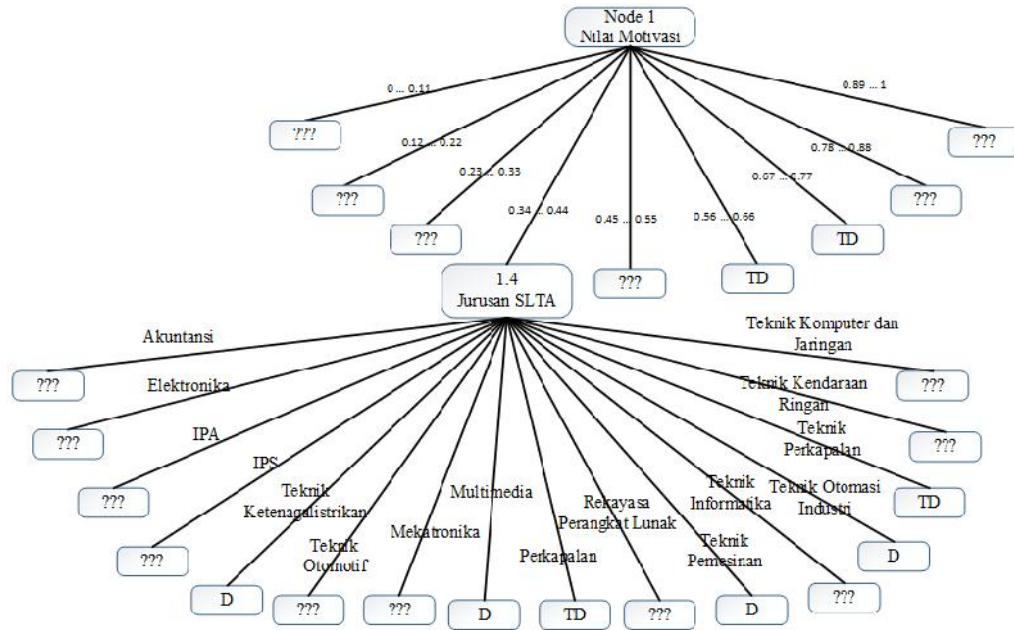 Node 1
Nilai Motivasi
0 ... 0.11
0.89 ... 1
???
0.12 ... 0.22
0.78 ... 0.88
???
0.23 ... 0.33
0.67 ... 0.77
???
???
0.34 ... 0.44
0.45 ... 0.55
0.56 ... 0.66
???
TD
1.4
Jurusan SLTA
???
TD
Akuntansi
Teknik Komputer dan
Jaringan
???
???
Elektronika
Teknik Kendaraan
Ringan
???
???
IPA
Teknik
Perkapalan
???
TD
IPS
Teknik
Ketenagalistrikan
Teknik
Otomotif
Mekatronika
Multimedia
Perkapalan
Rekayasa
Perangkat Lunak
Teknik
Pemesinan
Teknik
Informatika
Teknik Otomasi
Industri
???
D
D
???
???
D
TD
???
D
???